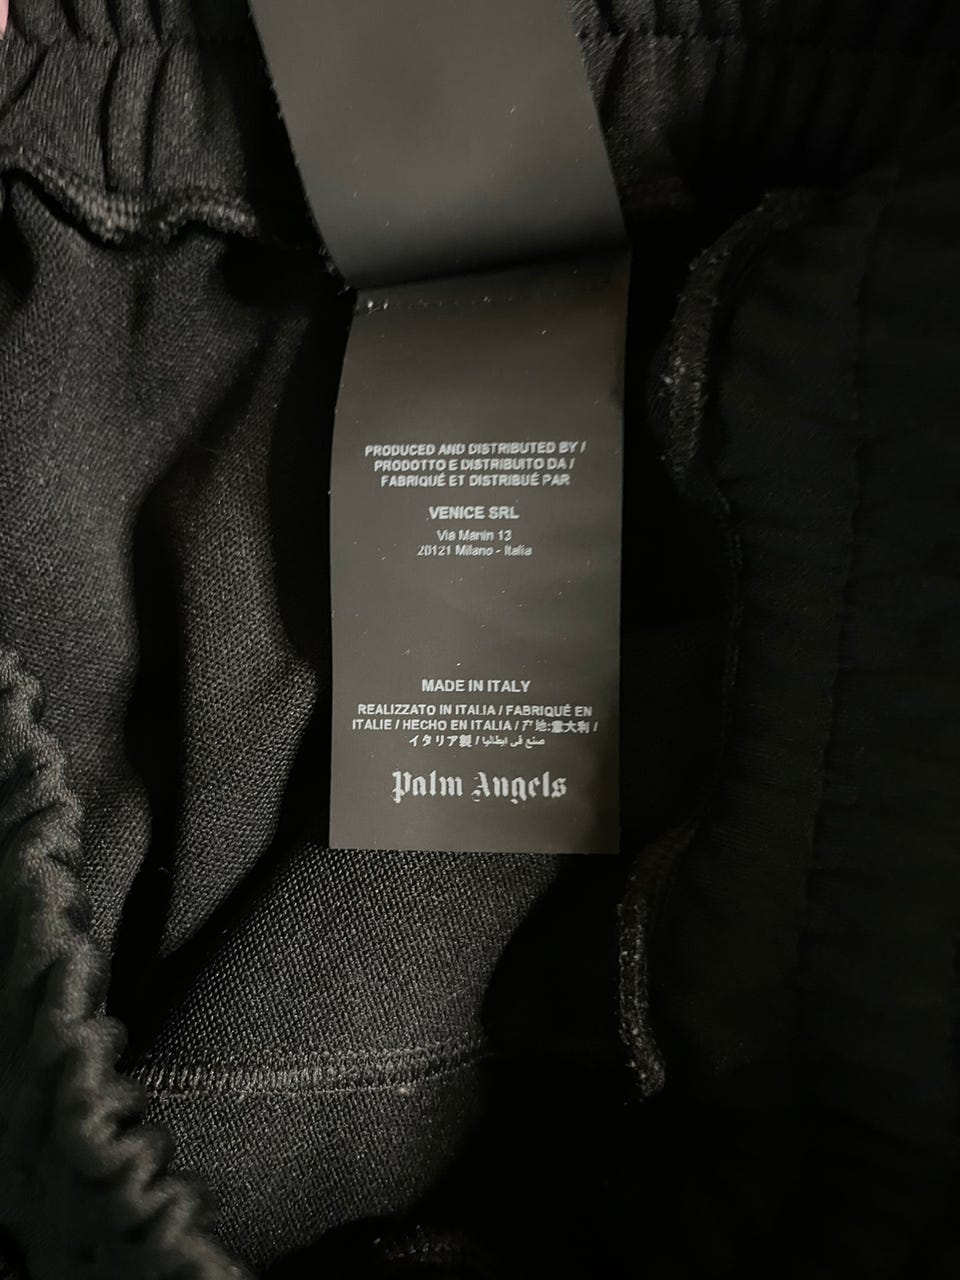 PRODUCED AND DISTRIBUTED BY /
PRODOTTO E DISTRIBUITO DA /
FABRIQUÉ ET DISTRIBUÉ PAR
VENICE SRL
Via Manin 13
20121 Milano - Italia
MADE IN ITALY
REALIZZATO IN ITALIA / FABRIQUÉ EN
ITALIE / HECHO EN ITALIA / 产地:意大利 /
イタリア製 / صنع في ايطاليا
Palm Angels